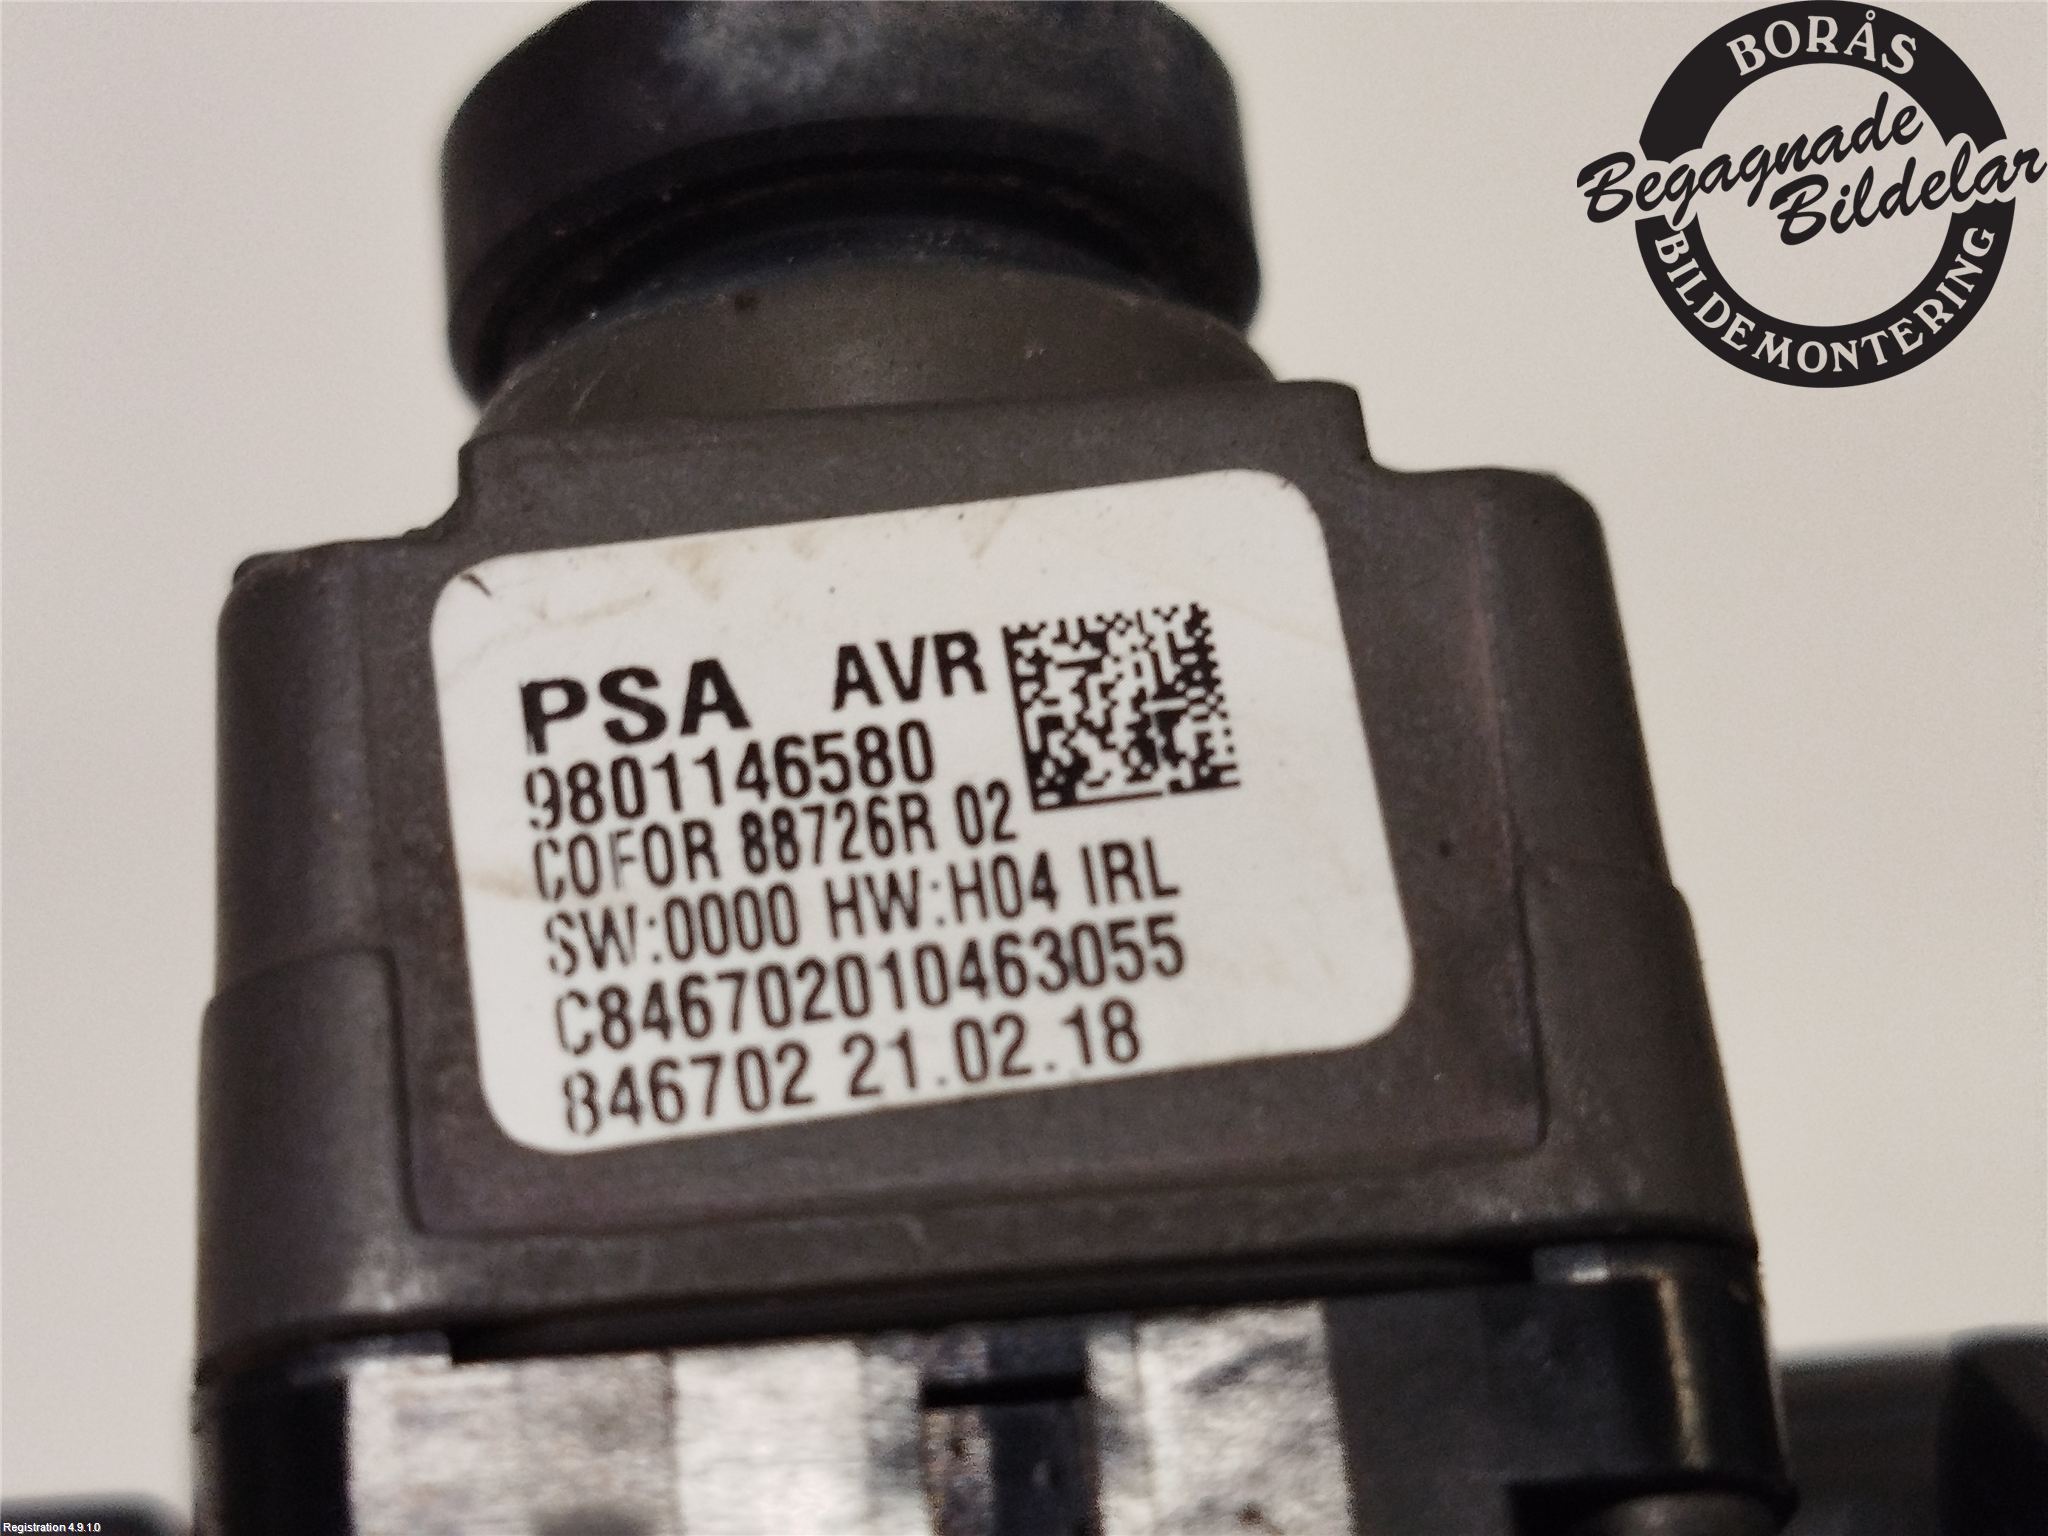 BORÅS
Begagnade
Bildelar
BILDEMONTERING
PSA AVR
9801146580
COFOR 88726R 02
SW:0000 HW:H04 IRL
C846702010463055
846702 21.02.18
Registration 4.9.1.0